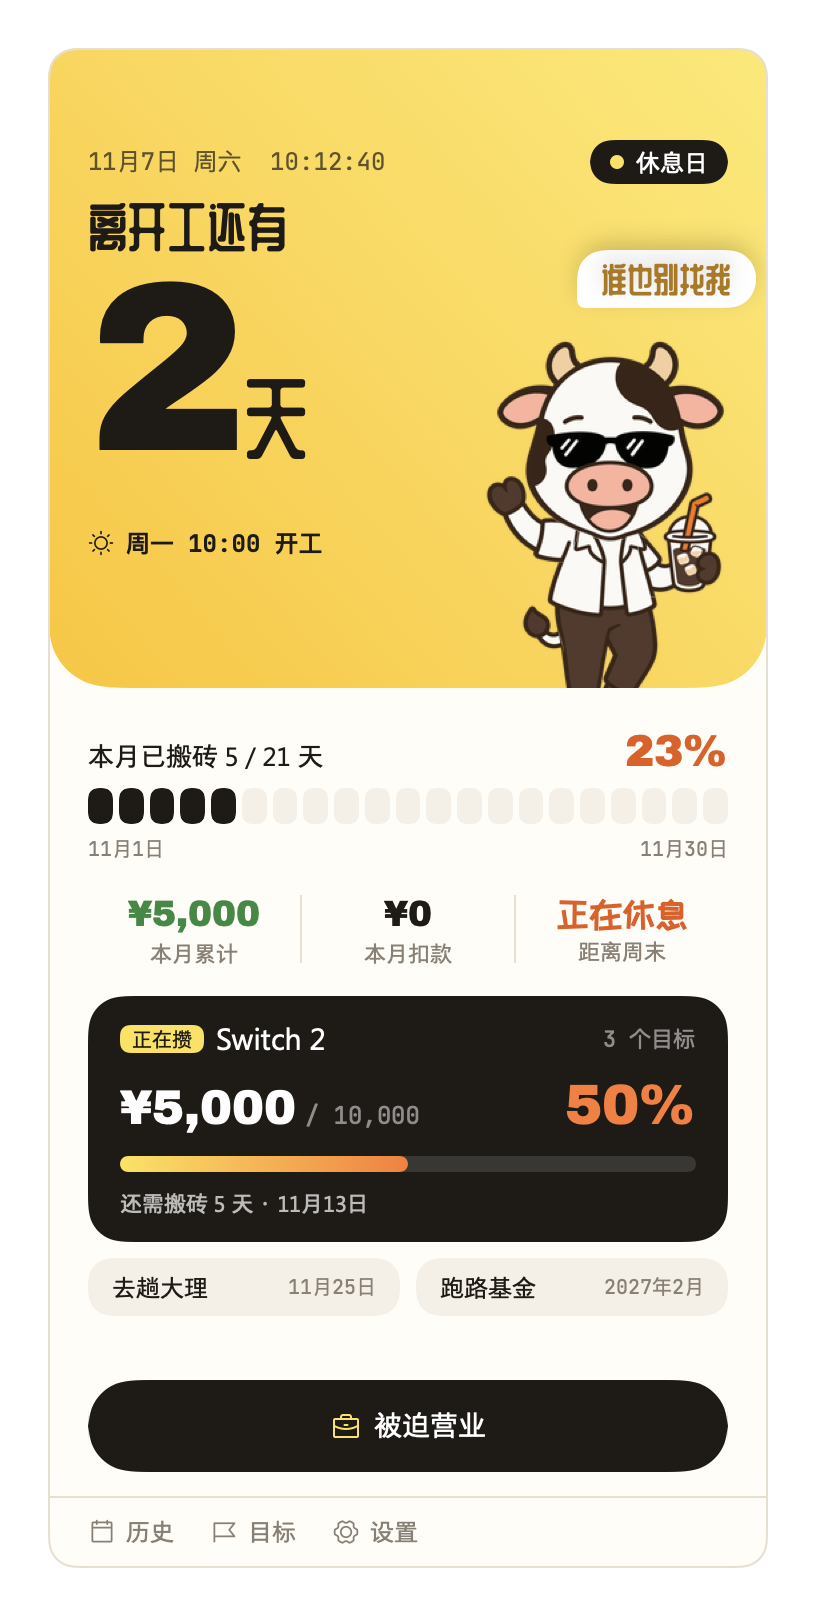 11月7日 周六 10:12:40
休息日
离开工还有
谁也别找我
2天
周一 10:00 开工
本月已搬砖 5 / 21 天
23%
11月1日
11月30日
¥5,000
本月累计
¥0
本月扣款
正在休息
距离周末
正在攒 Switch 2
3 个目标
¥5,000 / 10,000
50%
还需搬砖 5 天 · 11月13日
去趟大理 11月25日
跑路基金 2027年2月
被迫营业
历史 目标 设置